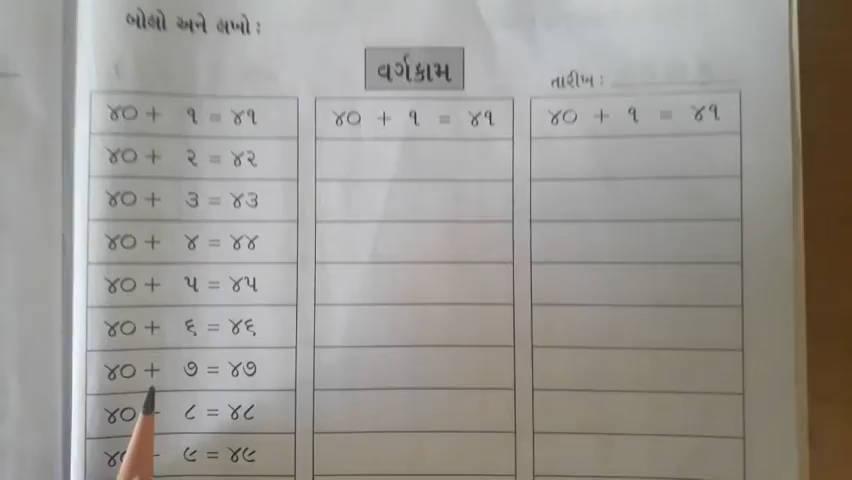 બોલો અને લખો :
વર્ગકામ
તારીખ :
૪૦ + ૧ = ૪૧
૪૦ + ૨ = ૪૨
૪૦ + ૩ = ૪૩
૪૦ + ૪ = ૪૪
૪૦ + ૫ = ૪૫
૪૦ + ૬ = ૪૬
૪૦ + ૭ = ૪૭
૪૦ + ૮ = ૪૮
૪૦ + ૯ = ૪૯
૪૦ + ૧ = ૪૧
૪૦ + ૧ = ૪૧